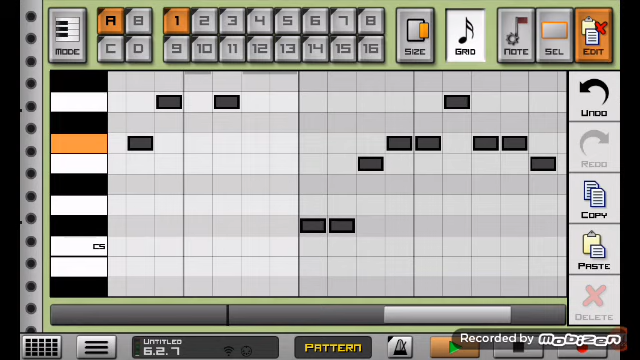 MODE
A B
C D
1 2 3 4 5 6 7 8
9 10 11 12 13 14 15 16
SIZE
GRID
NOTE
SEL
EDIT
UNDO
REDO
COPY
C5
PASTE
DELETE
UNTITLED
6.2.7
PATTERN
Recorded by MOBIZEN